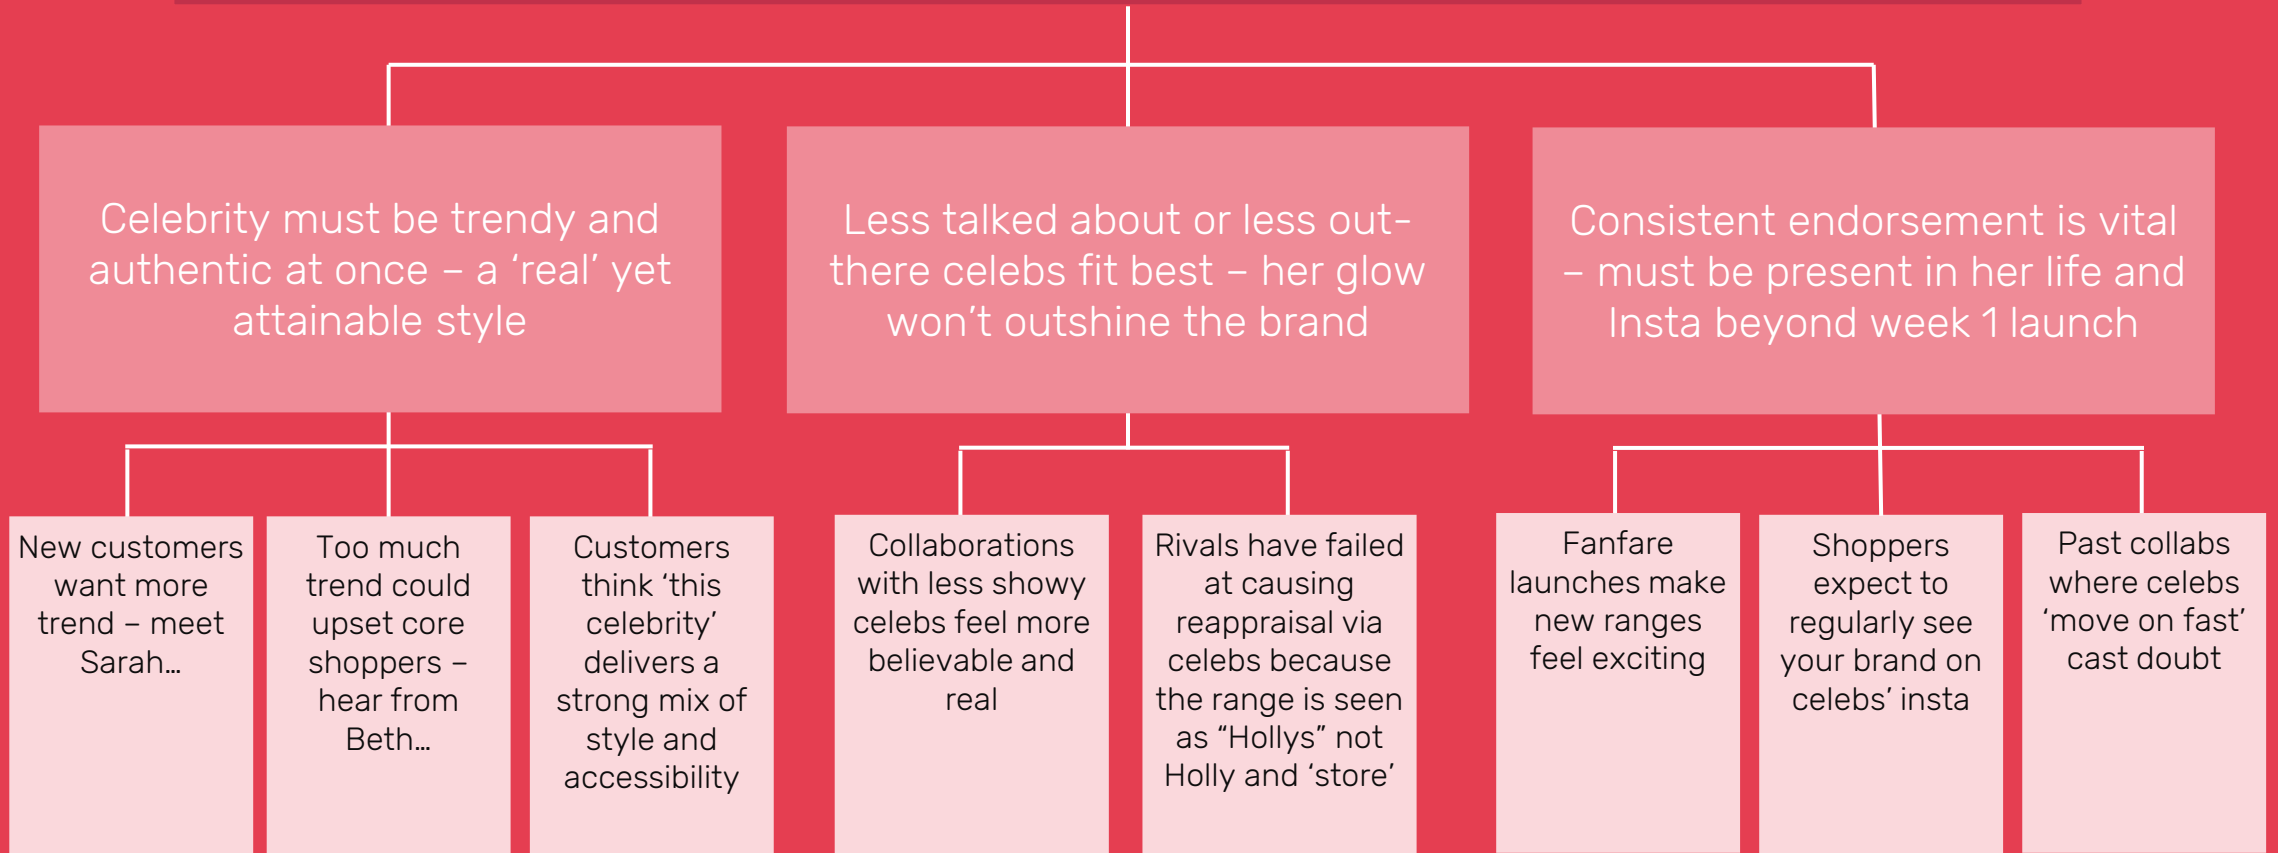 Celebrity must be trendy and
authentic at once – a ‘real’ yet
attainable style
Less talked about or less out-
there celebs fit best – her glow
won’t outshine the brand
Consistent endorsement is vital
– must be present in her life and
Insta beyond week 1 launch
New customers
want more
trend – meet
Sarah…
Too much
trend could
upset core
shoppers –
hear from
Beth…
Customers
think ‘this
celebrity’
delivers a
strong mix of
style and
accessibility
Collaborations
with less showy
celebs feel more
believable and
real
Rivals have failed
at causing
reappraisal via
celebs because
the range is seen
as “Hollys” not
Holly and ‘store’
Fanfare
launches make
new ranges
feel exciting
Shoppers
expect to
regularly see
your brand on
celebs’ insta
Past collabs
where celebs
‘move on fast’
cast doubt